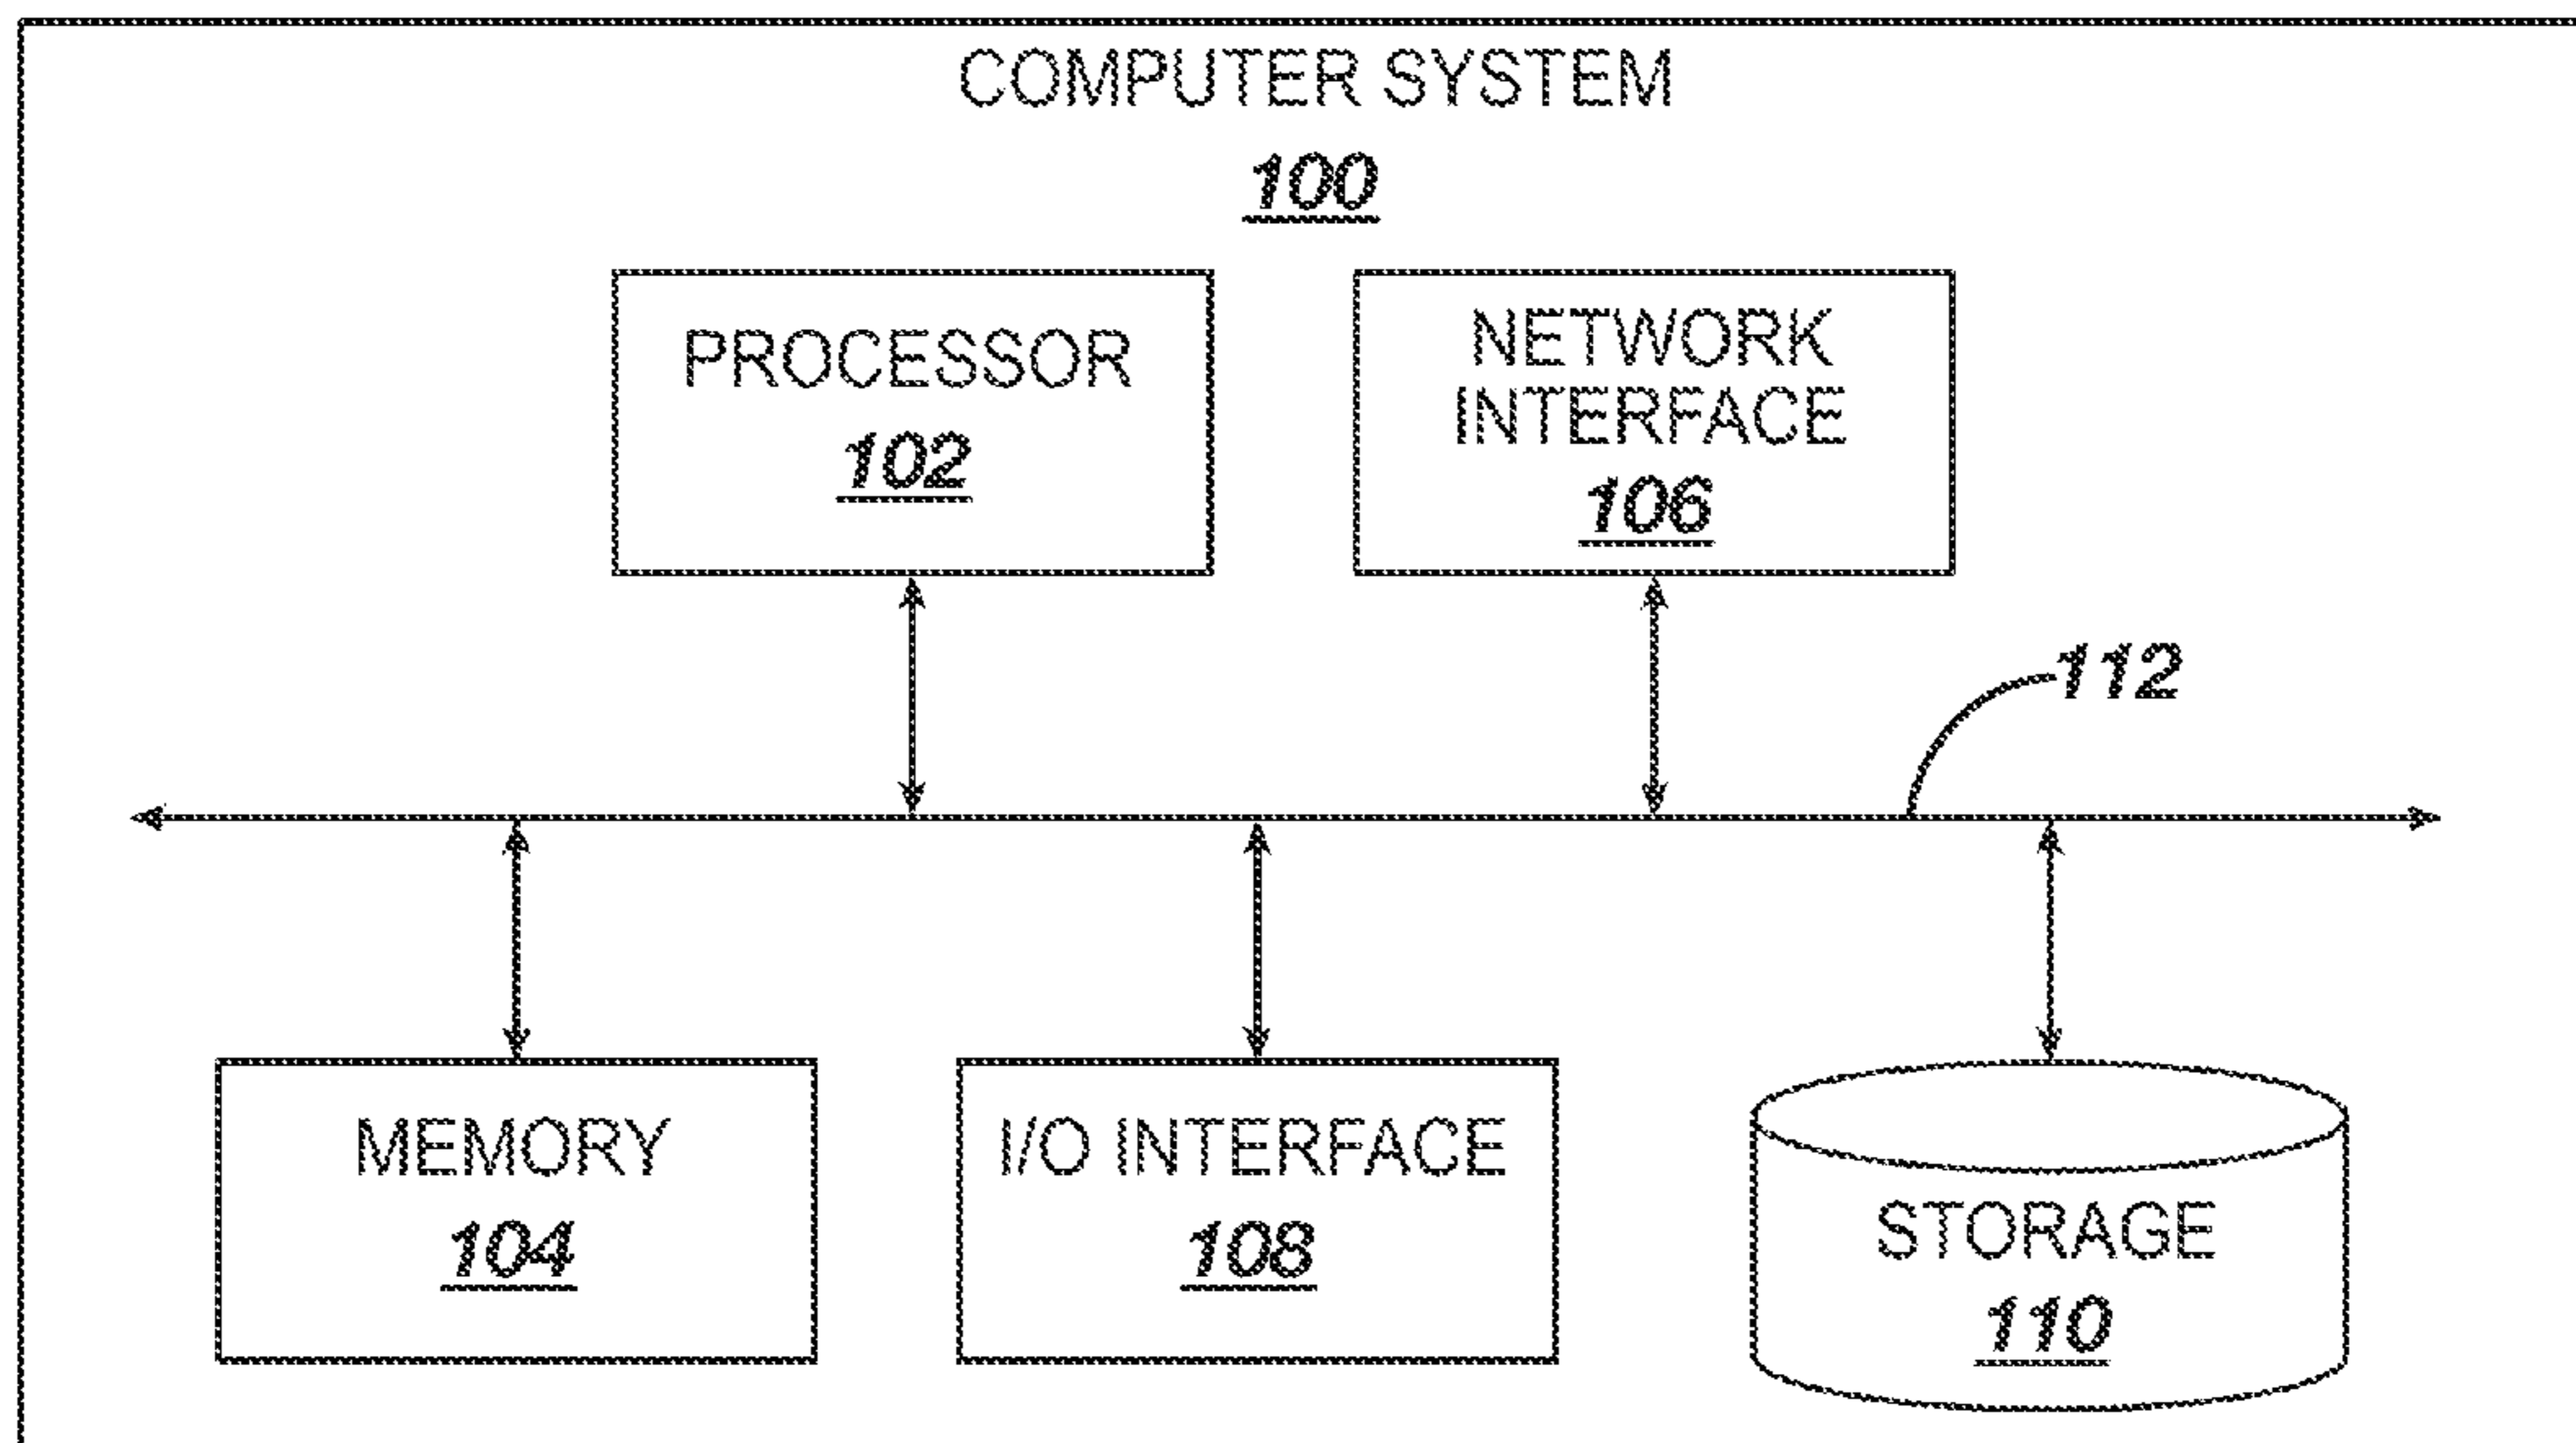 COMPUTER SYSTEM
100
PROCESSOR
102
NETWORK
INTERFACE
106
112
MEMORY
104
I/O INTERFACE
108
STORAGE
110